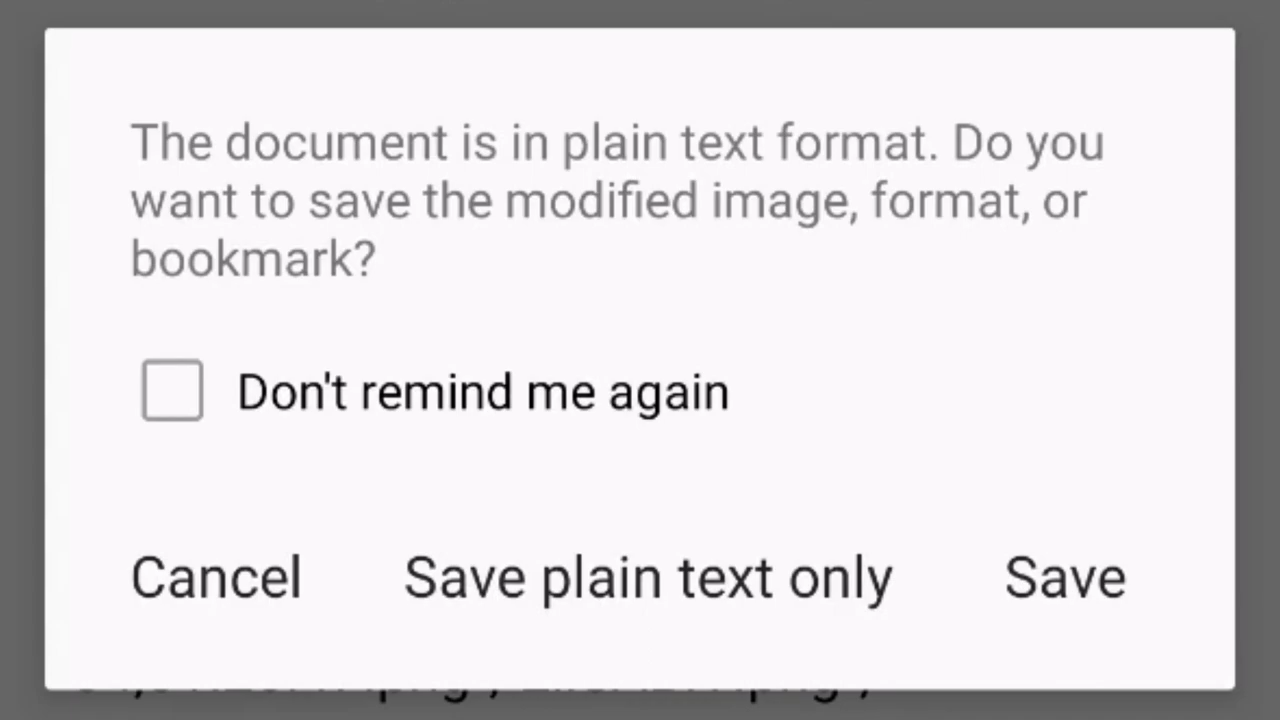 The document is in plain text format. Do you
want to save the modified image, format, or
bookmark?
Don't remind me again
Cancel Save plain text only Save